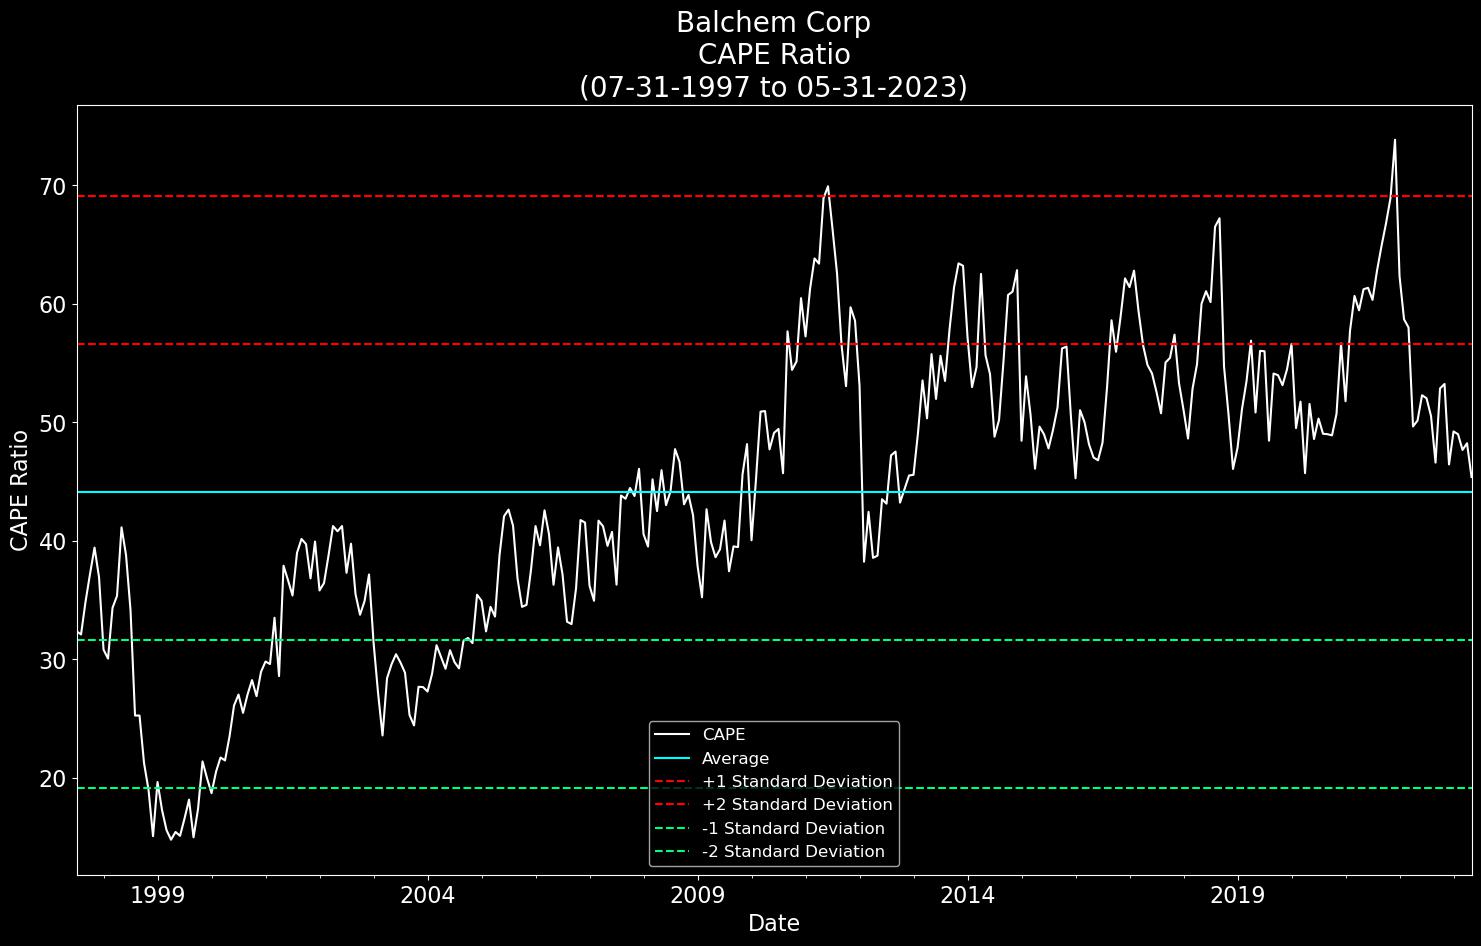 Balchem Corp
CAPE Ratio
(07-31-1997 to 05-31-2023)
CAPE Ratio
70
60
50
40
30
20
CAPE
Average
+1 Standard Deviation
+2 Standard Deviation
-1 Standard Deviation
-2 Standard Deviation
1999 2004 2009 2014 2019
Date